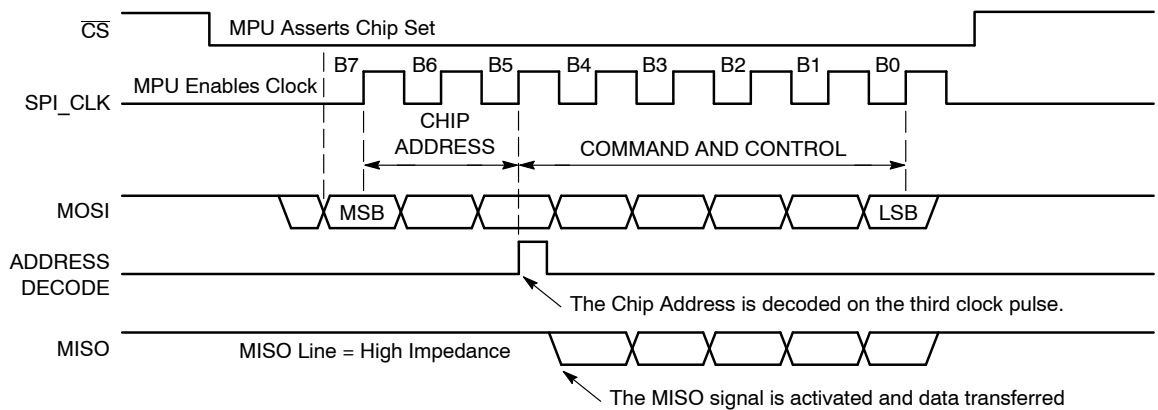 CS
MPU Asserts Chip Set
B7 B6 B5 B4 B3 B2 B1 B0
MPU Enables Clock
SPI_CLK
CHIP
ADDRESS
COMMAND AND CONTROL
MOSI
MSB
LSB
ADDRESS
DECODE
The Chip Address is decoded on the third clock pulse.
MISO
MISO Line = High Impedance
The MISO signal is activated and data transferred